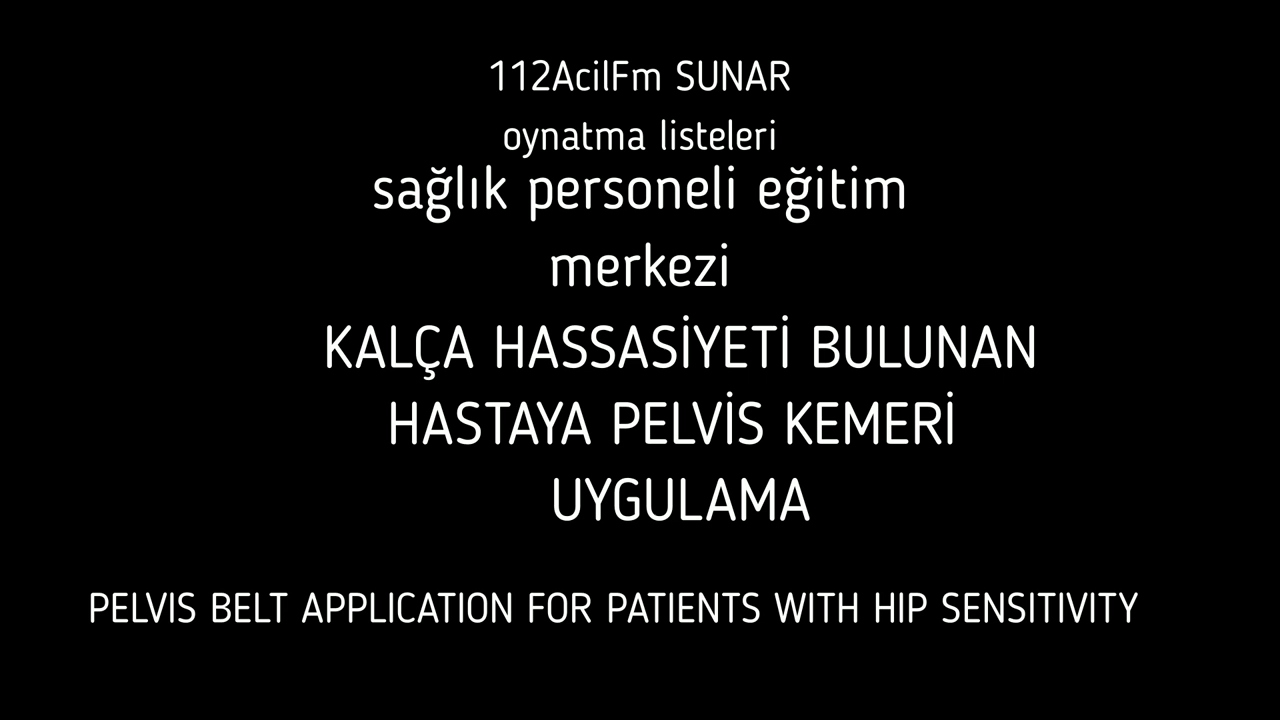 112AcilFm SUNAR
oynatma listeleri
sağlık personeli eğitim
merkezi
KALÇA HASSASİYETİ BULUNAN
HASTAYA PELVİS KEMERİ
UYGULAMA
PELVIS BELT APPLICATION FOR PATIENTS WITH HIP SENSITIVITY